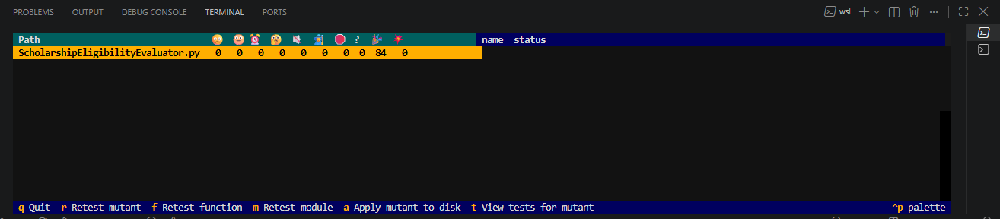 PROBLEMS OUTPUT DEBUG CONSOLE TERMINAL PORTS wsl
Path ? name status
ScholarshipEligibilityEvaluator.py 0 0 0 0 0 0 0 0 84 0
q Quit r Retest mutant f Retest function m Retest module a Apply mutant to disk t View tests for mutant ^p palette